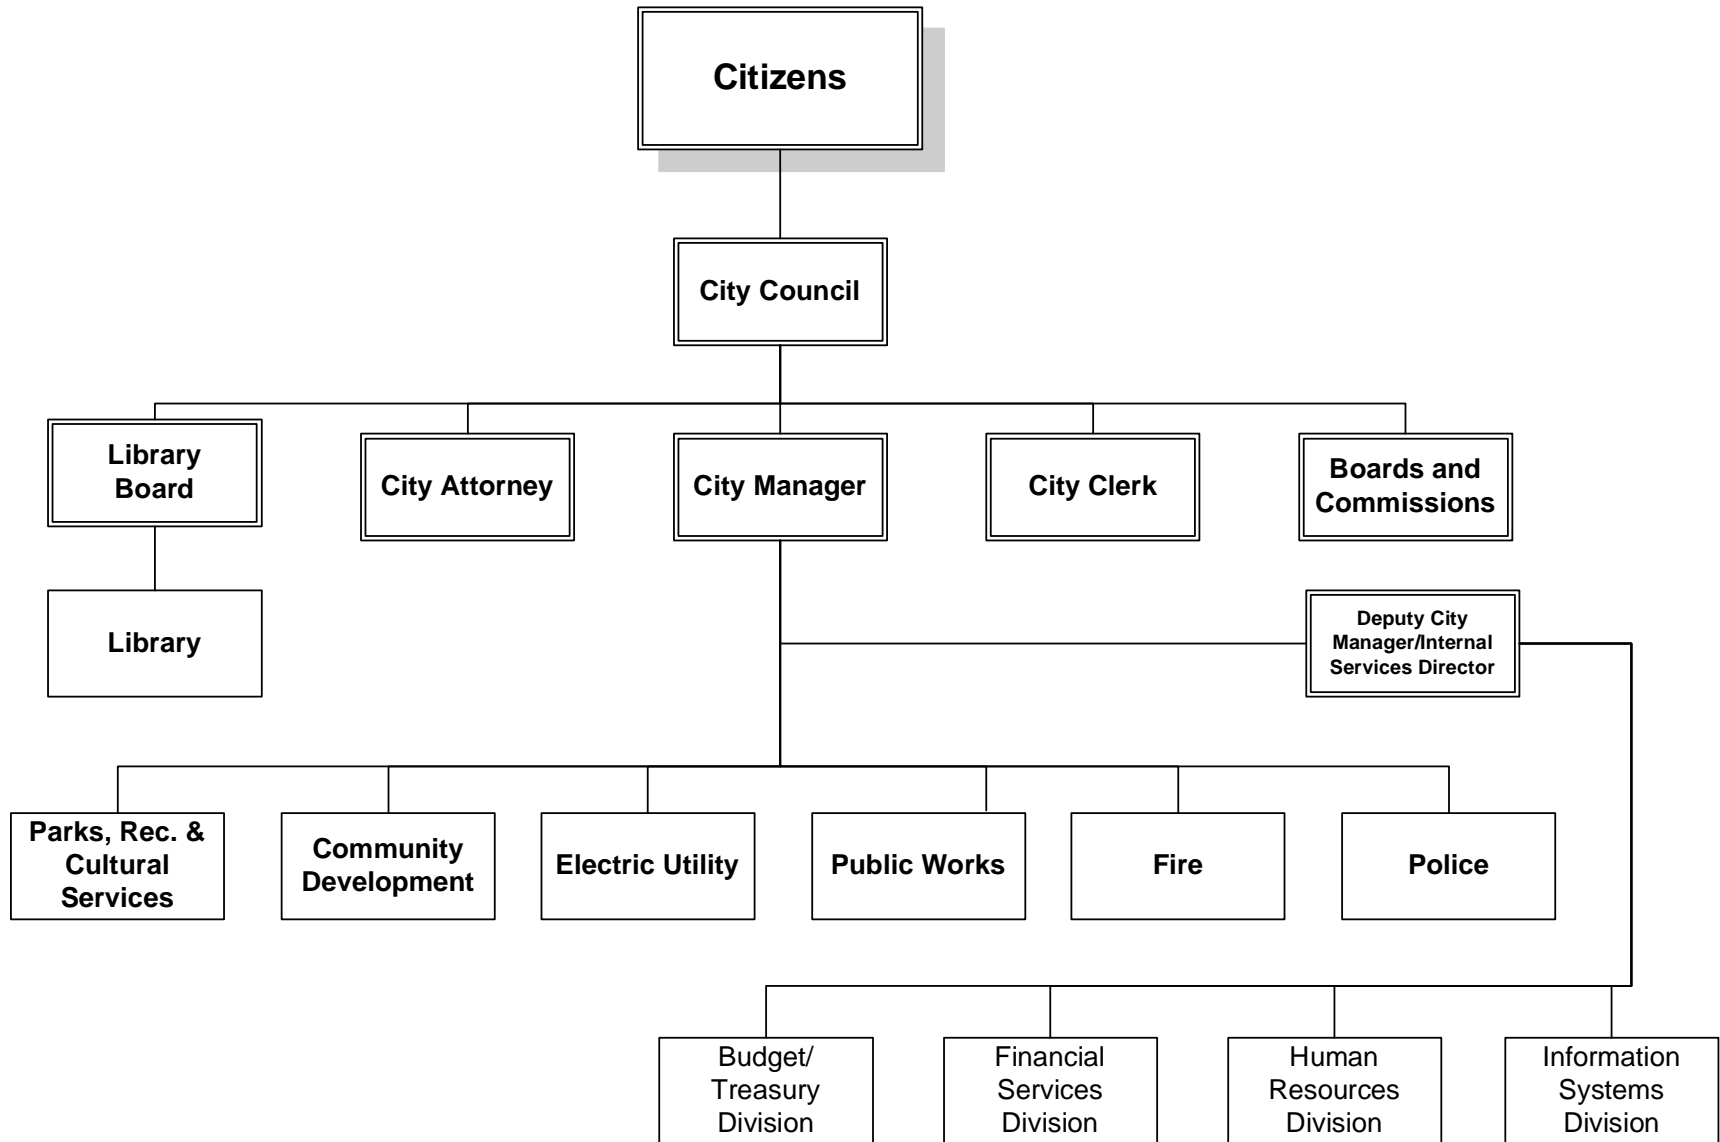 Citizens
City Council
Library
Board
City Attorney
City Manager
City Clerk
Boards and
Commissions
Library
Deputy City
Manager/Internal
Services Director
Parks, Rec. &
Cultural
Services
Community
Development
Electric Utility
Public Works
Fire
Police
Budget/
Treasury
Division
Financial
Services
Division
Human
Resources
Division
Information
Systems
Division